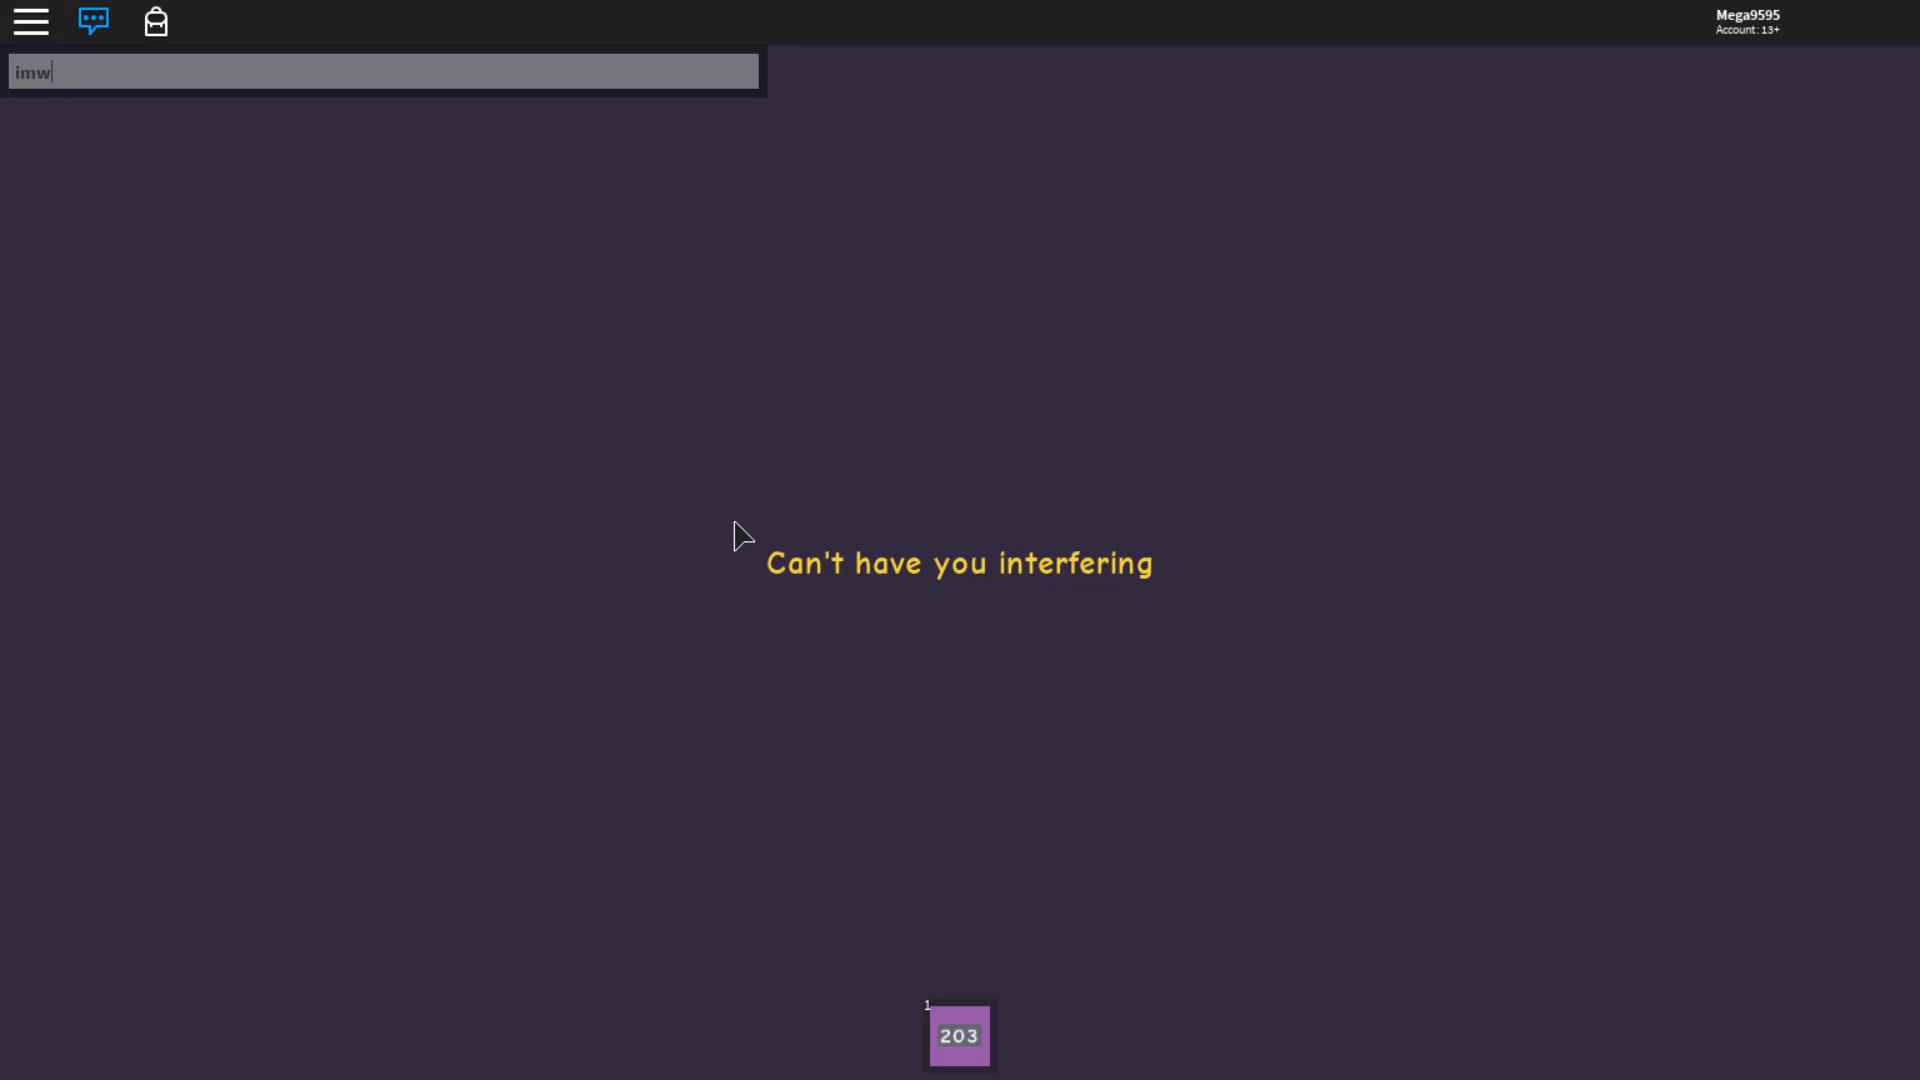 Mega9595
Account: 13+
imw
Can't have you interfering
1
203